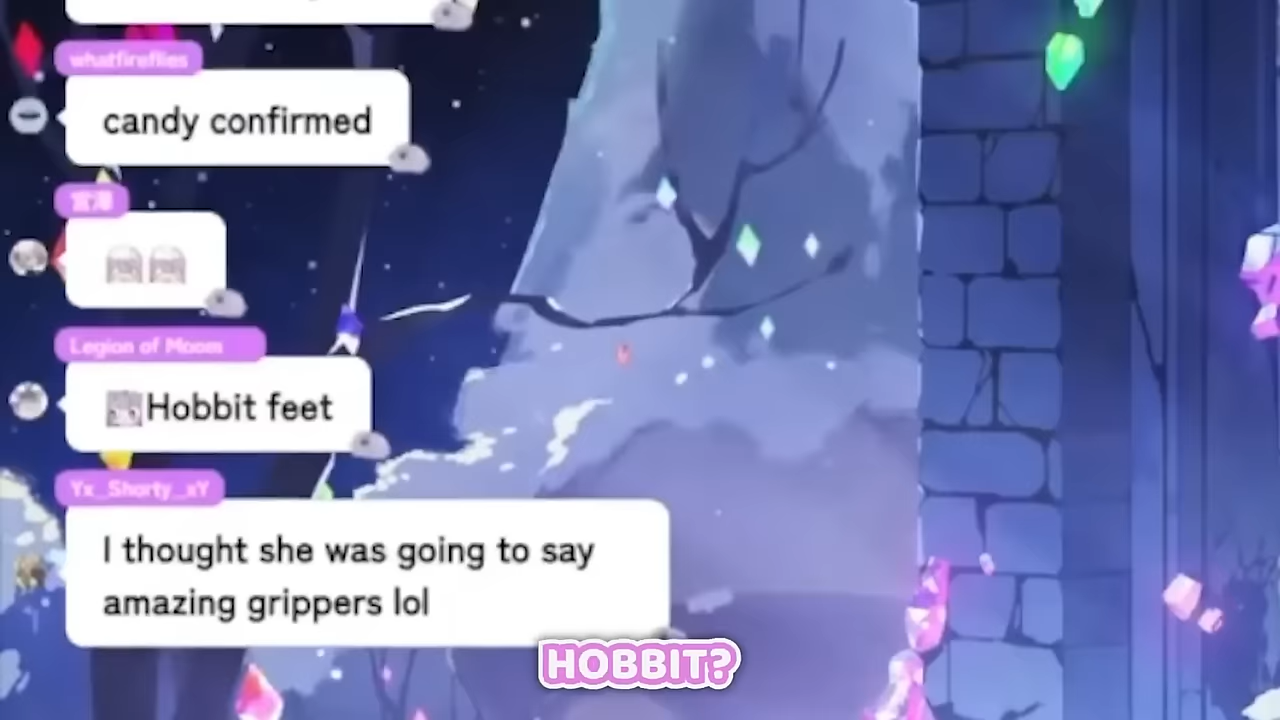 whatfireflies
candy confirmed
Legion of Moom
Hobbit feet
Yx_Shorty_xY
I thought she was going to say
amazing grippers lol
HOBBIT?